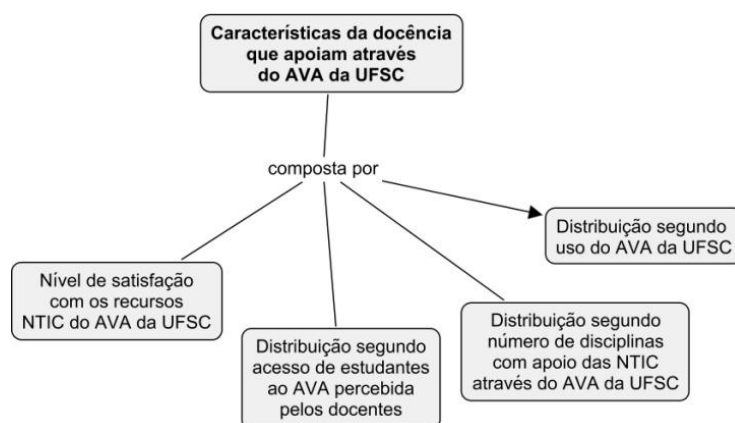 Características da docência
que apoiam através
do AVA da UFSC
composta por
Distribuição segundo
uso do AVA da UFSC
Nível de satisfação
com os recursos
NTIC do AVA da UFSC
Distribuição segundo
acesso de estudantes
ao AVA percebida
pelos docentes
Distribuição segundo
número de disciplinas
com apoio das NTIC
através do AVA da UFSC